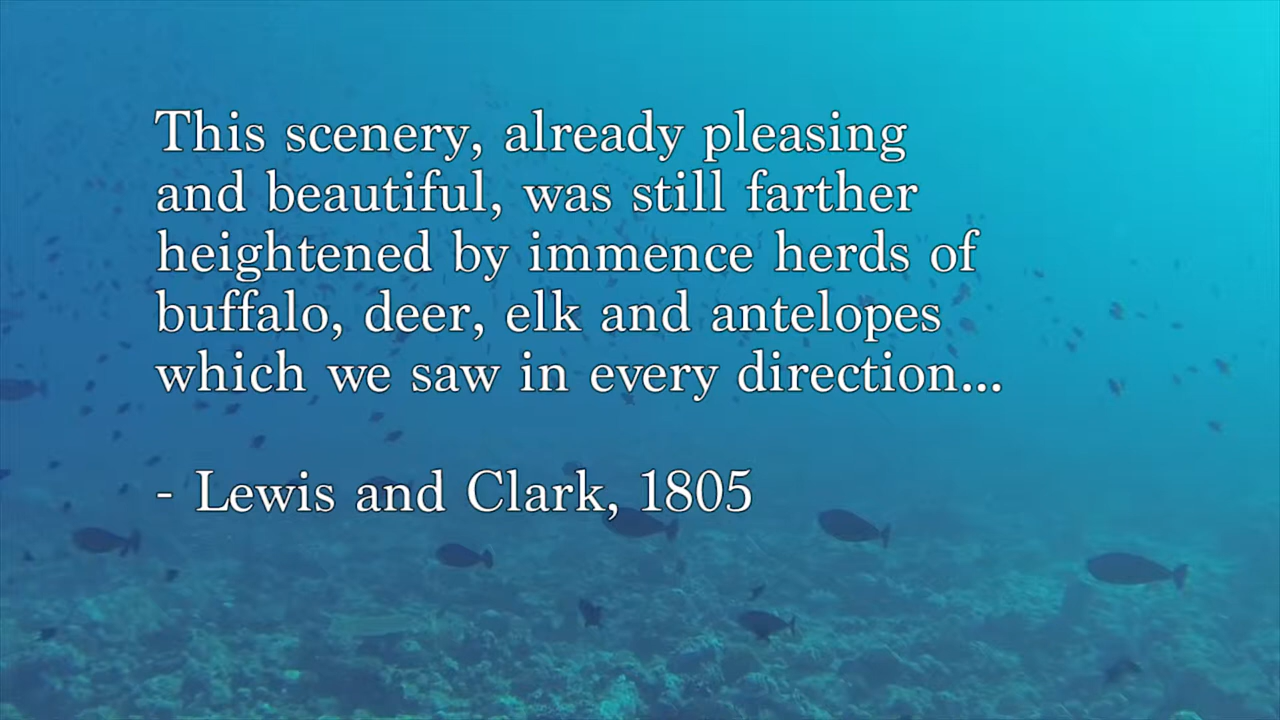 This scenery, already pleasing
and beautiful, was still farther
heightened by immence herds of
buffalo, deer, elk and antelopes
which we saw in every direction...
- Lewis and Clark, 1805